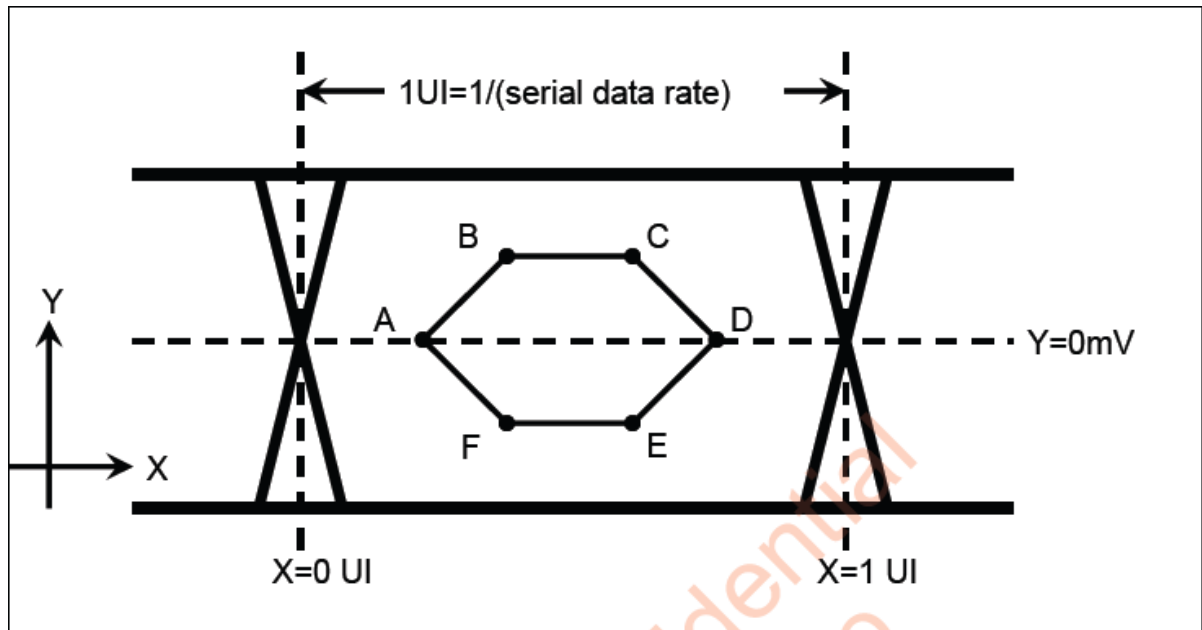 1UI=1/(serial data rate)
B
C
Y
A
D
Y=0mV
F
E
X
X=0 UI
X=1 UI